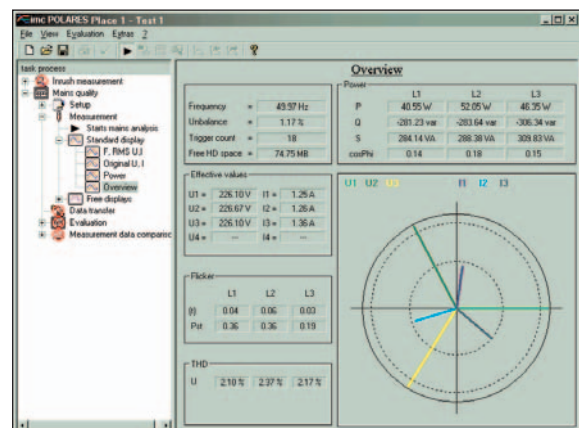 imc POLARES Place 1 - Test 1
File View Evaluation Extras ?
task process
Inrush measurement
Mains quality
Setup
Measurement
Starts mains analysis
Standard display
F, RMS U,I
Original U, I
Power
Overview
Free displays
Data transfer
Evaluation
Measurement data comparisc
Overview
Frequency = 49.97 Hz
Unbalance = 1.17 %
Trigger count = 18
Free HD space = 74.75 MB
Power
L1 L2 L3
P 40.55 W 52.05 W 46.35 W
Q -281.23 var -283.64 var -306.34 var
S 284.14 VA 288.38 VA 309.83 VA
cosPhi 0.14 0.18 0.15
Effective values
U1 = 226.10 V I1 = 1.25 A
U2 = 226.67 V I2 = 1.26 A
U3 = 226.10 V I3 = 1.36 A
U4 = -- I4 = --
U1 U2 U3 I1 I2 I3
Flicker
L1 L2 L3
(t) 0.04 0.06 0.03
Pst 0.36 0.36 0.19
THD
U 2.10 % 2.37 % 2.17 %